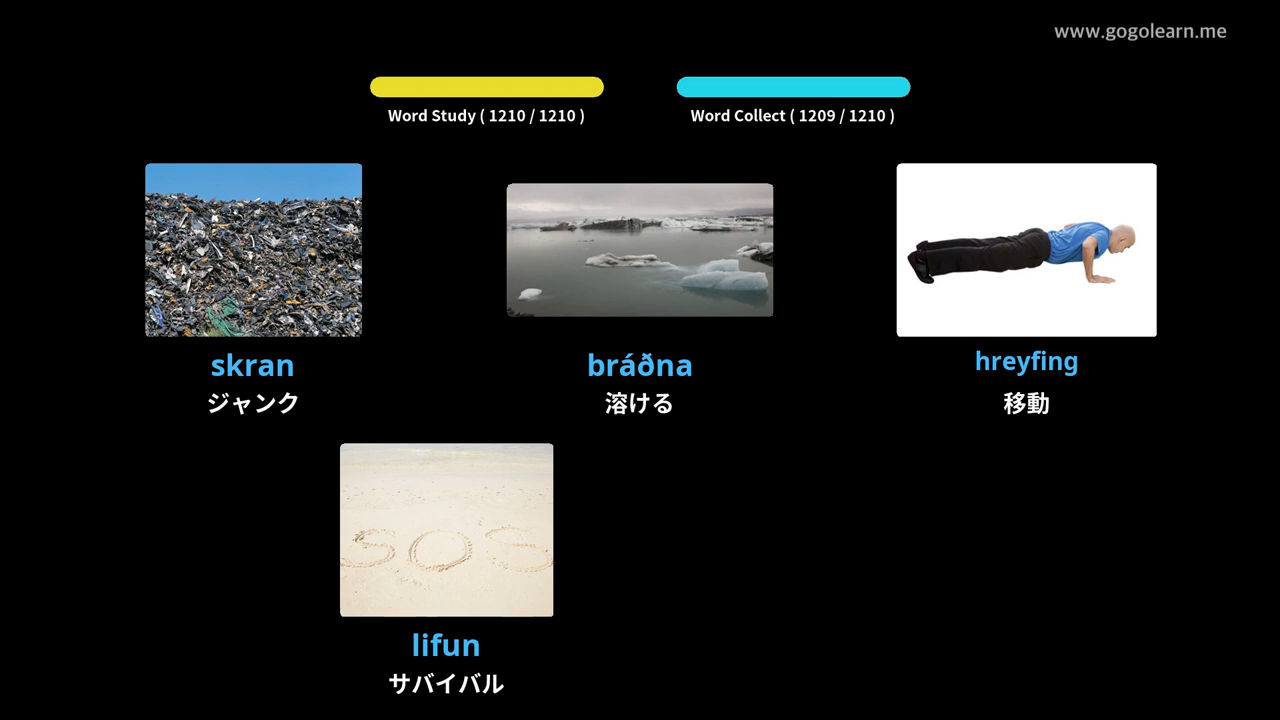 www.gogolearn.me
Word Study ( 1210 / 1210 )
Word Collect ( 1209 / 1210 )
skran
ジャンク
bráðna
溶ける
hreyfing
移動
SOS
lifun
サバイバル